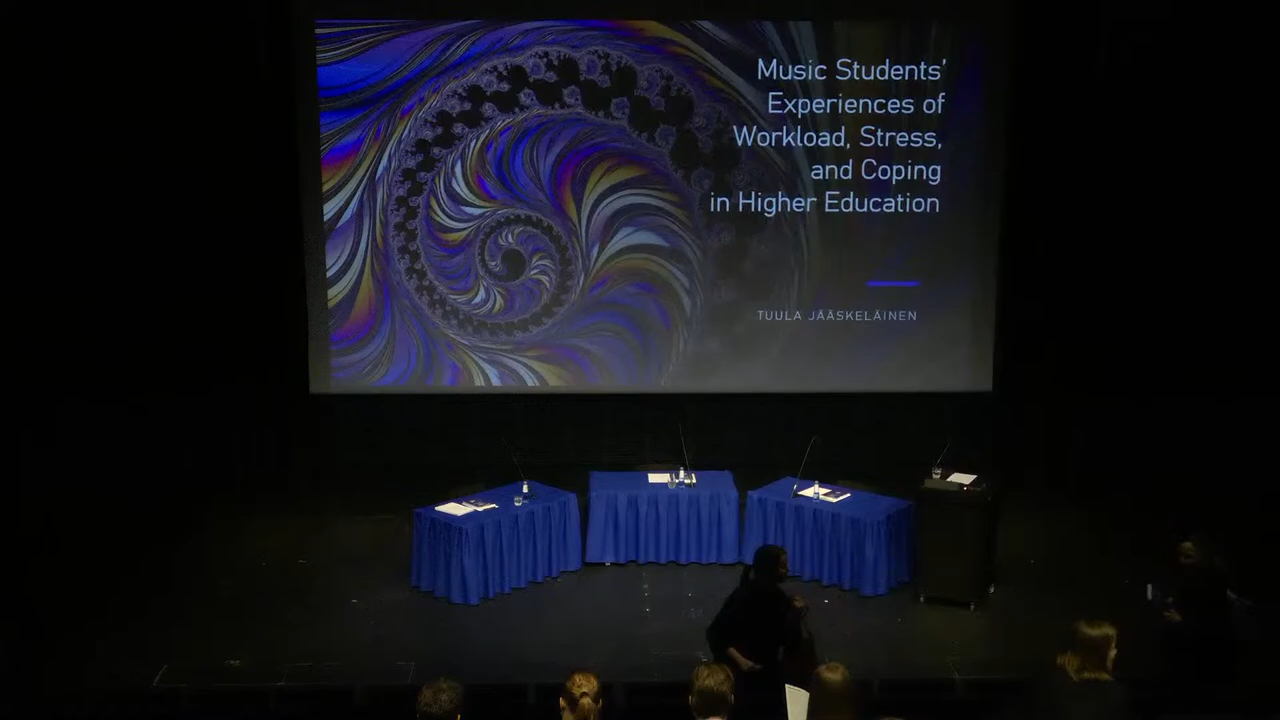 Music Students'
Experiences of
Workload, Stress,
and Coping
in Higher Education
TUULA JÄÄSKELÄINEN